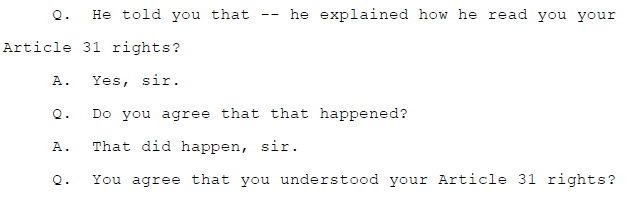 Q. He told you that -- he explained how he read you your
Article 31 rights?
A. Yes, sir.
Q. Do you agree that that happened?
A. That did happen, sir.
Q. You agree that you understood your Article 31 rights?